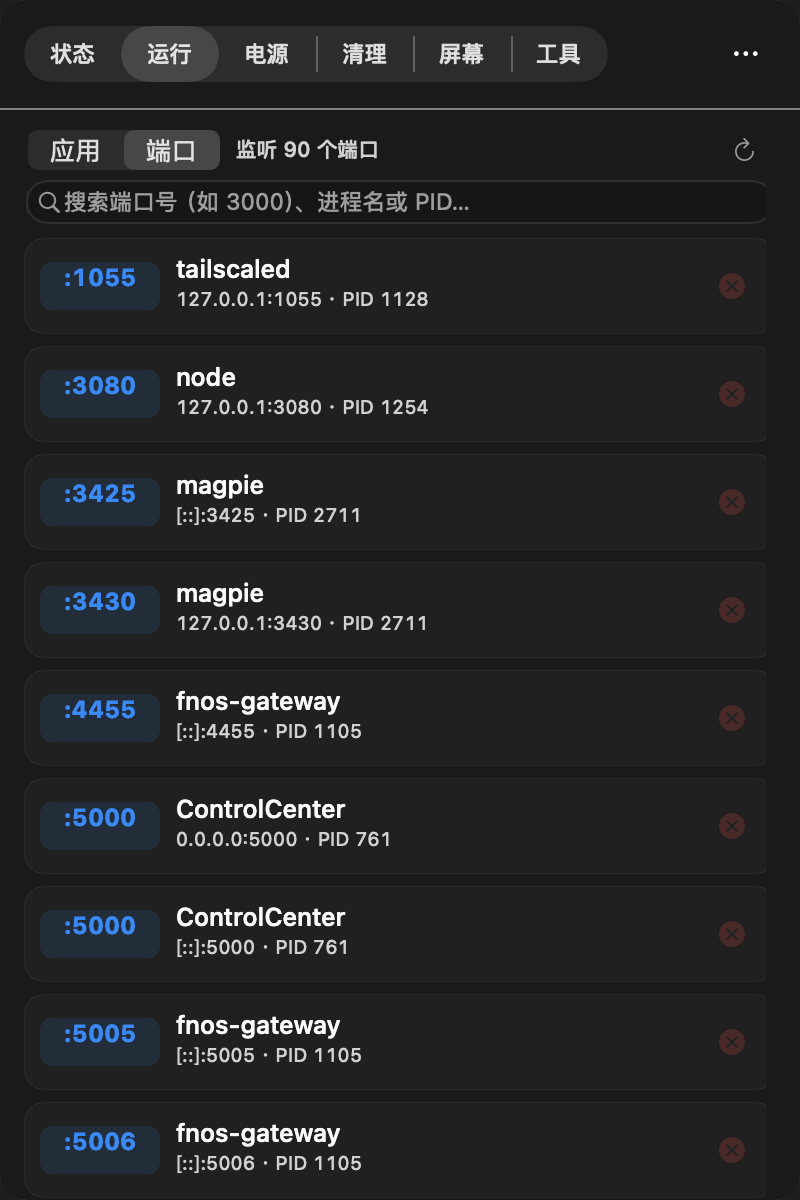 状态 运行 电源 清理 屏幕 工具 ···
应用 端口 监听 90 个端口
搜索端口号（如 3000）、进程名或 PID...
:1055 tailscaled
127.0.0.1:1055 · PID 1128
:3080 node
127.0.0.1:3080 · PID 1254
:3425 magpie
[::]:3425 · PID 2711
:3430 magpie
127.0.0.1:3430 · PID 2711
:4455 fnos-gateway
[::]:4455 · PID 1105
:5000 ControlCenter
0.0.0.0:5000 · PID 761
:5000 ControlCenter
[::]:5000 · PID 761
:5005 fnos-gateway
[::]:5005 · PID 1105
:5006 fnos-gateway
[::]:5006 · PID 1105